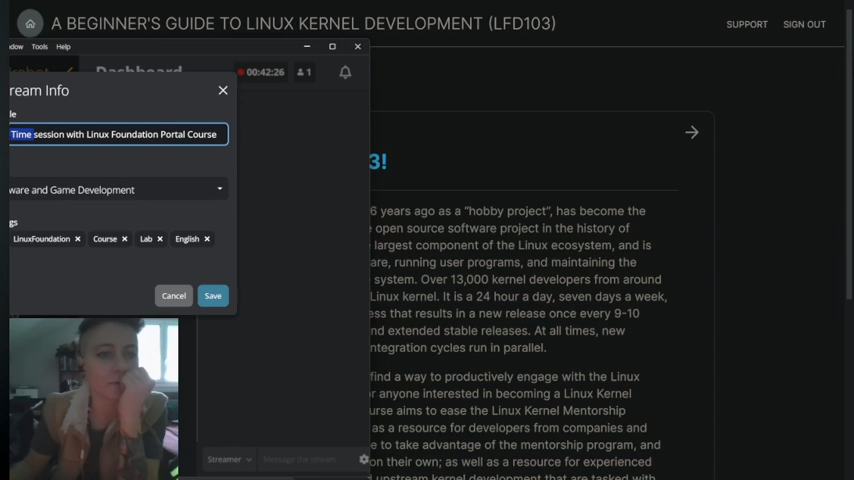 A BEGINNER'S GUIDE TO LINUX KERNEL DEVELOPMENT (LFD103)
SUPPORT
SIGN OUT
Tools
Help
Dashboard
00:42:26
1
ream Info
le
Time session with Linux Foundation Portal Course
ware and Game Development
gs
LinuxFoundation
Course
Lab
English
Cancel
Save
3!
6 years ago as a “hobby project”, has become the
open source software project in the history of
largest component of the Linux ecosystem, and is
are, running user programs, and maintaining the
system. Over 13,000 kernel developers from around
Linux kernel. It is a 24 hour a day, seven days a week,
ess that results in a new release once every 9-10
nd extended stable releases. At all times, new
ntegration cycles run in parallel.
find a way to productively engage with the Linux
r anyone interested in becoming a Linux Kernel
urse aims to ease the Linux Kernel Mentorship
as a resource for developers from companies and
e to take advantage of the mentorship program, and
on their own; as well as a resource for experienced
upstream kernel development that are tasked with
Streamer
Message the stream